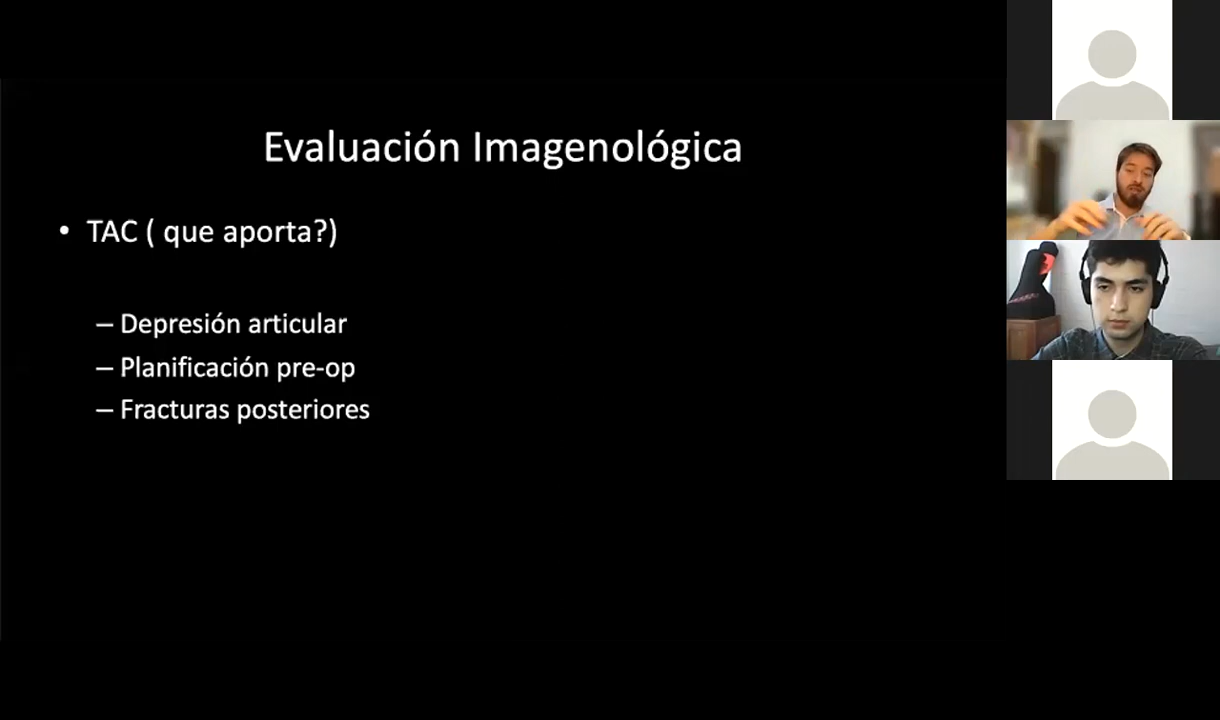 Evaluación Imagenológica
• TAC ( que aporta?)
– Depresión articular
– Planificación pre-op
– Fracturas posteriores